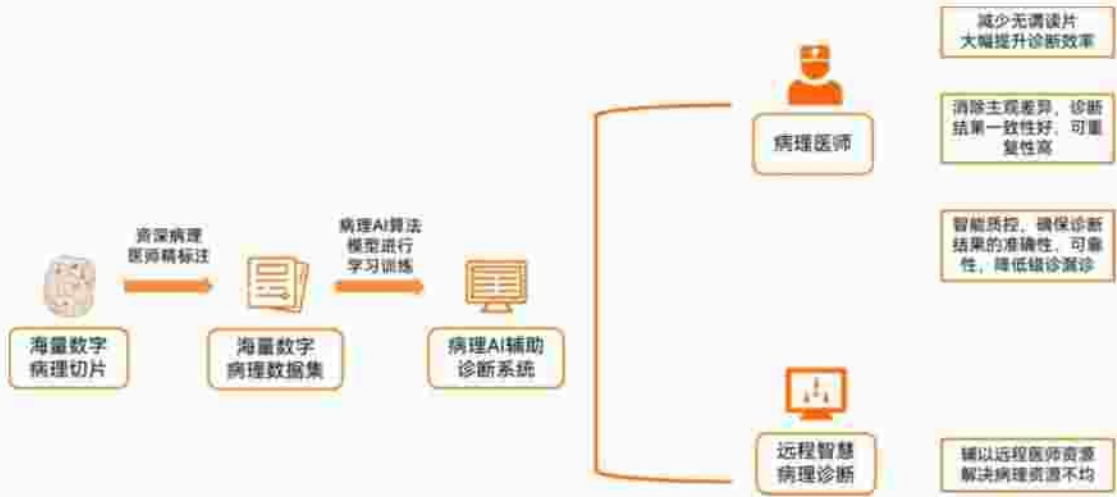 资深病理
医师精标注
病理AI算法
模型进行
学习训练
海量数字
病理切片
海量数字
病理数据集
病理AI辅助
诊断系统
病理医师
减少无谓读片
大幅提升诊断效率
消除主观差异，诊断
结果一致性好，可重
复性高
智能质控，确保诊断
结果的准确性、可靠
性，降低错诊漏诊
远程智慧
病理诊断
辅以远程医师资源
解决病理资源不均